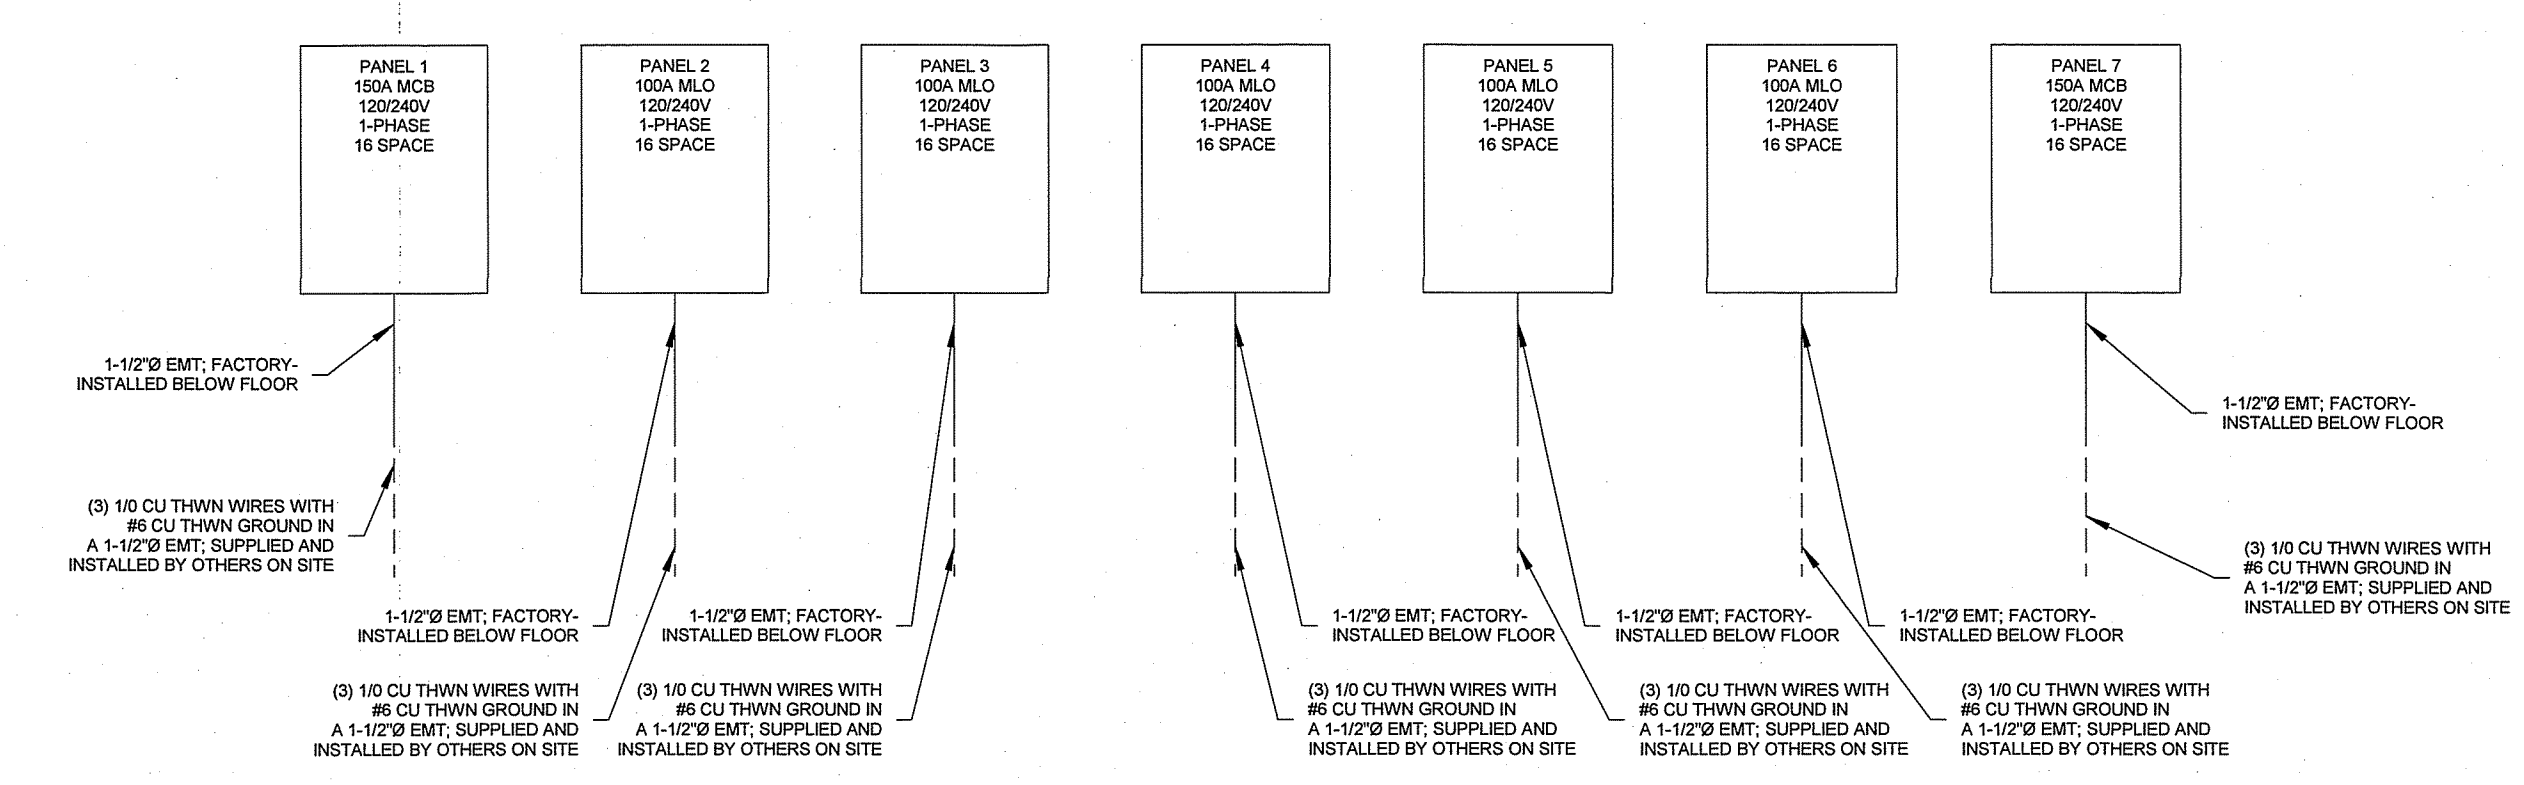 PANEL 1
150A MCB
120/240V
1-PHASE
16 SPACE
PANEL 2
100A MLO
120/240V
1-PHASE
16 SPACE
PANEL 3
100A MLO
120/240V
1-PHASE
16 SPACE
PANEL 4
100A MLO
120/240V
1-PHASE
16 SPACE
PANEL 5
100A MLO
120/240V
1-PHASE
16 SPACE
PANEL 6
100A MLO
120/240V
1-PHASE
16 SPACE
PANEL 7
150A MCB
120/240V
1-PHASE
16 SPACE
1-1/2"Ø EMT; FACTORY-
INSTALLED BELOW FLOOR
(3) 1/0 CU THWN WIRES WITH
#6 CU THWN GROUND IN
A 1-1/2"Ø EMT; SUPPLIED AND
INSTALLED BY OTHERS ON SITE
1-1/2"Ø EMT; FACTORY-
INSTALLED BELOW FLOOR
(3) 1/0 CU THWN WIRES WITH
#6 CU THWN GROUND IN
A 1-1/2"Ø EMT; SUPPLIED AND
INSTALLED BY OTHERS ON SITE
1-1/2"Ø EMT; FACTORY-
INSTALLED BELOW FLOOR
(3) 1/0 CU THWN WIRES WITH
#6 CU THWN GROUND IN
A 1-1/2"Ø EMT; SUPPLIED AND
INSTALLED BY OTHERS ON SITE
1-1/2"Ø EMT; FACTORY-
INSTALLED BELOW FLOOR
(3) 1/0 CU THWN WIRES WITH
#6 CU THWN GROUND IN
A 1-1/2"Ø EMT; SUPPLIED AND
INSTALLED BY OTHERS ON SITE
1-1/2"Ø EMT; FACTORY-
INSTALLED BELOW FLOOR
(3) 1/0 CU THWN WIRES WITH
#6 CU THWN GROUND IN
A 1-1/2"Ø EMT; SUPPLIED AND
INSTALLED BY OTHERS ON SITE
1-1/2"Ø EMT; FACTORY-
INSTALLED BELOW FLOOR
(3) 1/0 CU THWN WIRES WITH
#6 CU THWN GROUND IN
A 1-1/2"Ø EMT; SUPPLIED AND
INSTALLED BY OTHERS ON SITE
1-1/2"Ø EMT; FACTORY-
INSTALLED BELOW FLOOR
(3) 1/0 CU THWN WIRES WITH
#6 CU THWN GROUND IN
A 1-1/2"Ø EMT; SUPPLIED AND
INSTALLED BY OTHERS ON SITE